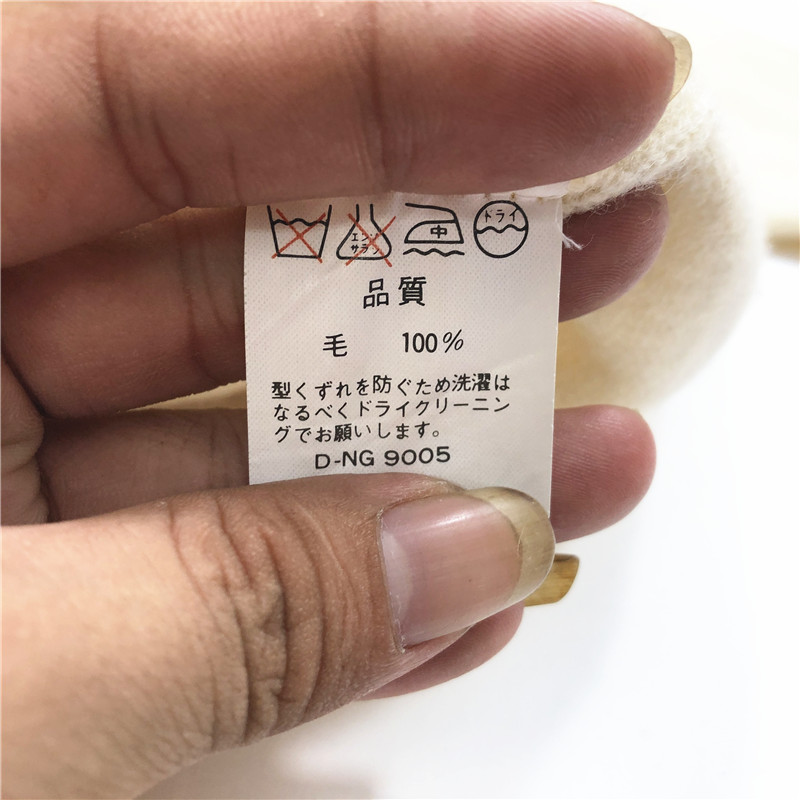 エンソ
サラシ
中
ドライ
品質
毛 100%
型くずれを防ぐため洗濯は
なるべくドライクリーニン
グでお願いします。
D-NG 9005